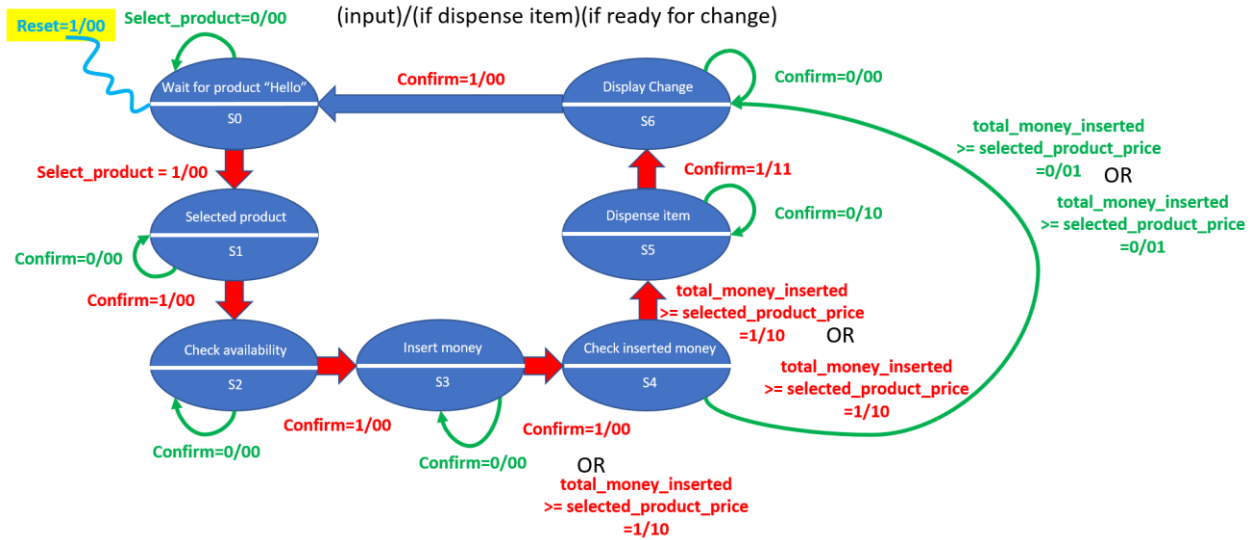 (input)/(if dispense item)(if ready for change)
Reset=1/00
Select_product=0/00
Wait for product “Hello”
S0
Confirm=1/00
Display Change
S6
Confirm=0/00
Select_product = 1/00
Confirm=1/11
total_money_inserted
>= selected_product_price
=0/01 OR
total_money_inserted
>= selected_product_price
=0/01
Selected product
S1
Confirm=0/00
Dispense item
S5
Confirm=0/10
Confirm=1/00
total_money_inserted
>= selected_product_price
=1/10 OR
total_money_inserted
>= selected_product_price
=1/10
Check availability
S2
Insert money
S3
Check inserted money
S4
Confirm=1/00
Confirm=0/00
Confirm=0/00
Confirm=1/00
OR
total_money_inserted
>= selected_product_price
=1/10